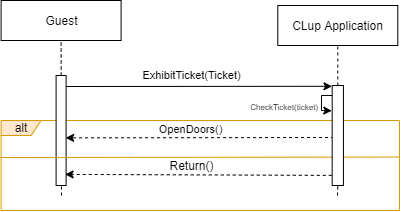 Guest
CLup Application
ExhibitTicket(Ticket)
CheckTicket(ticket)
alt
OpenDoors()
Return()